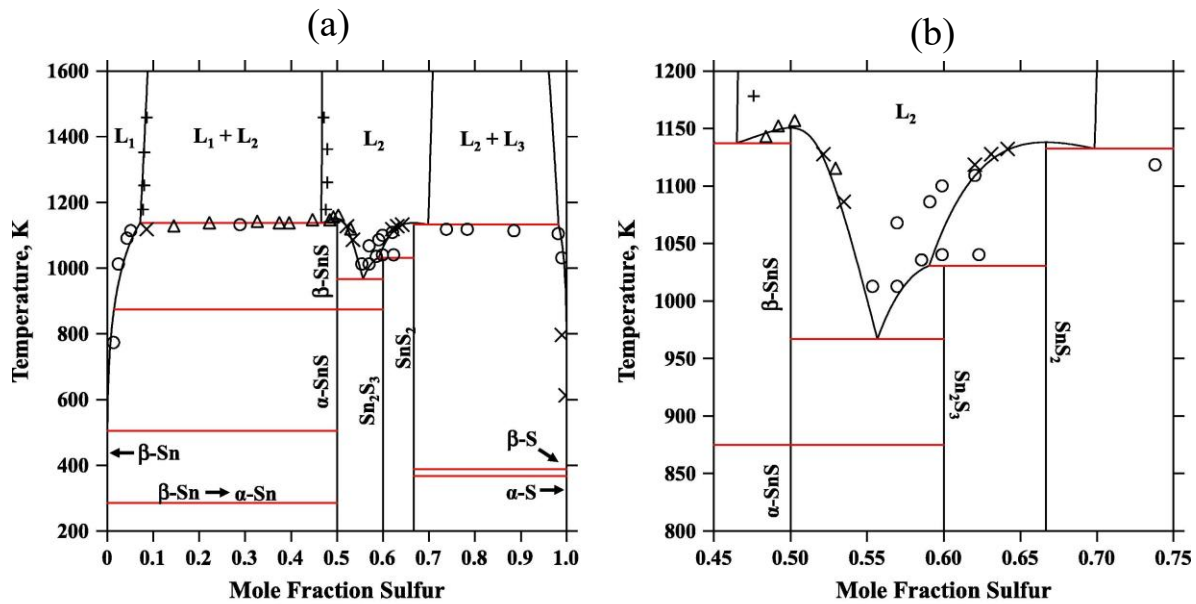 (a)
1600
1400
1200
1000
800
600
400
200
Temperature, K
0
0.1
0.2
0.3
0.4
0.5
0.6
0.7
0.8
0.9
1.0
Mole Fraction Sulfur
L₁
L₁ + L₂
L₂
L₂ + L₃
β-SnS
α-SnS
Sn₂S₃
SnS₂
β-Sn
β-Sn → α-Sn
β-S
α-S
(b)
1200
1150
1100
1050
1000
950
900
850
800
Temperature, K
0.45
0.50
0.55
0.60
0.65
0.70
0.75
Mole Fraction Sulfur
L₂
β-SnS
α-SnS
Sn₂S₃
SnS₂